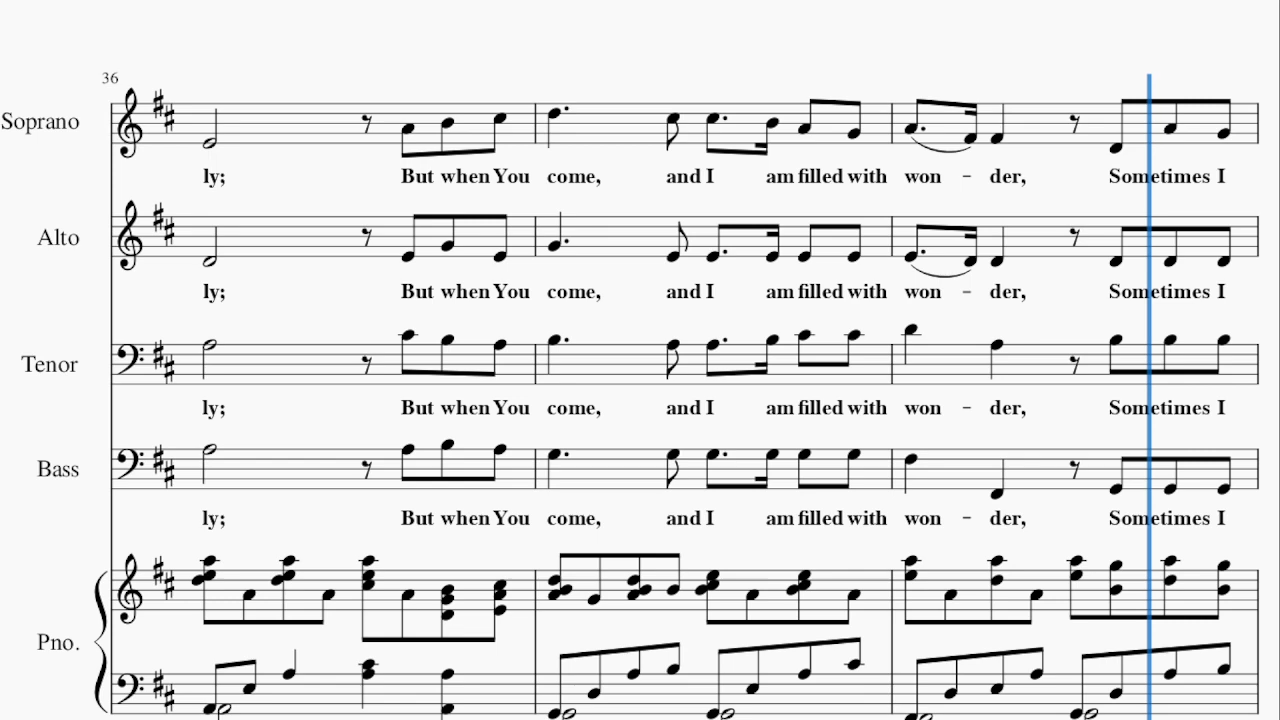 36
Soprano
ly; But when You come, and I am filled with won - der, Sometimes I
Alto
ly; But when You come, and I am filled with won - der, Sometimes I
Tenor
ly; But when You come, and I am filled with won - der, Sometimes I
Bass
ly; But when You come, and I am filled with won - der, Sometimes I
Pno.